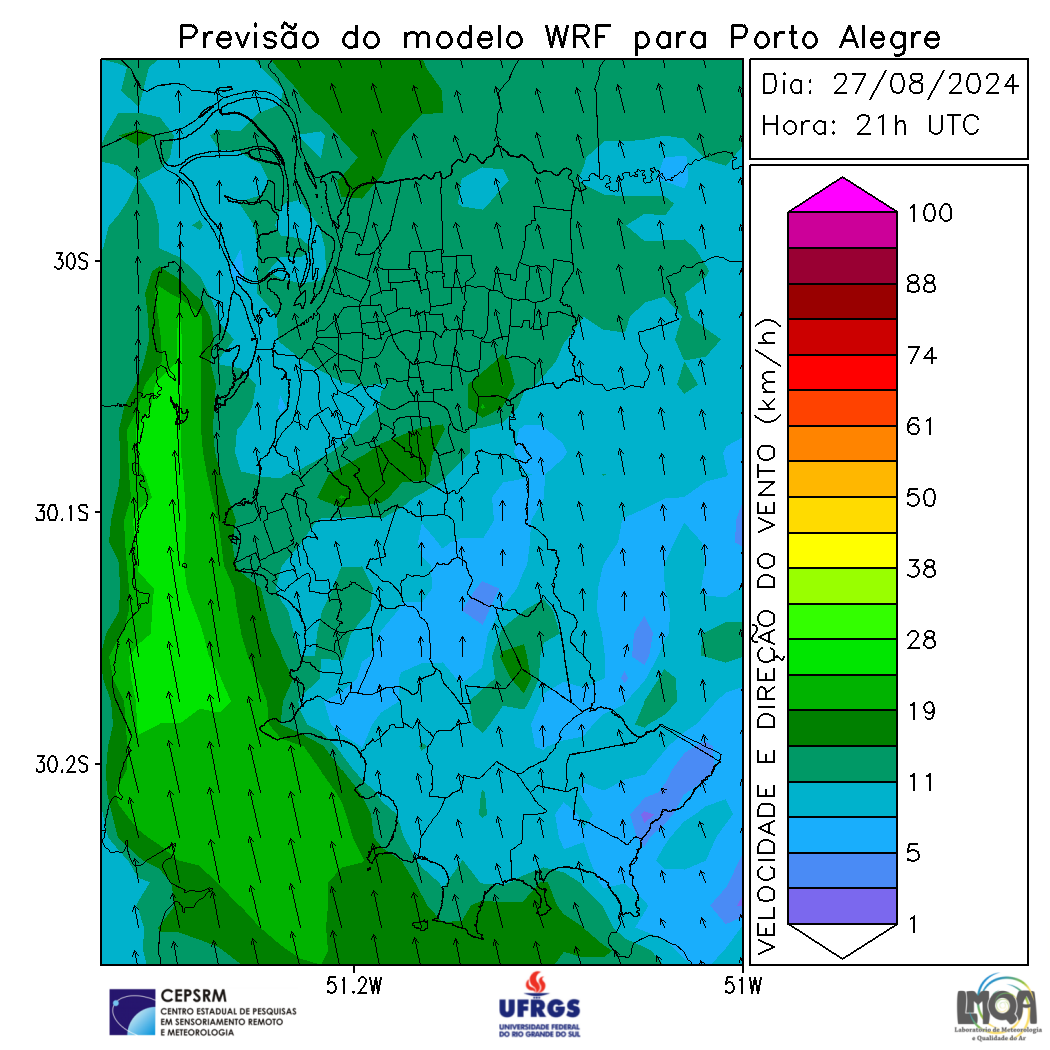 Previsão do modelo WRF para Porto Alegre
Dia: 27/08/2024
Hora: 21h UTC
30S
30.1S
30.2S
51.2W
51W
VELOCIDADE E DIREÇÃO DO VENTO (km/h)
100
88
74
61
50
38
28
19
11
5
1
CEPSRM
CENTRO ESTADUAL DE PESQUISAS
EM SENSORIAMENTO REMOTO
E METEOROLOGIA
UFRGS
UNIVERSIDADE FEDERAL
DO RIO GRANDE DO SUL
LMQA
Laboratório de Meteorologia
e Qualidade do Ar